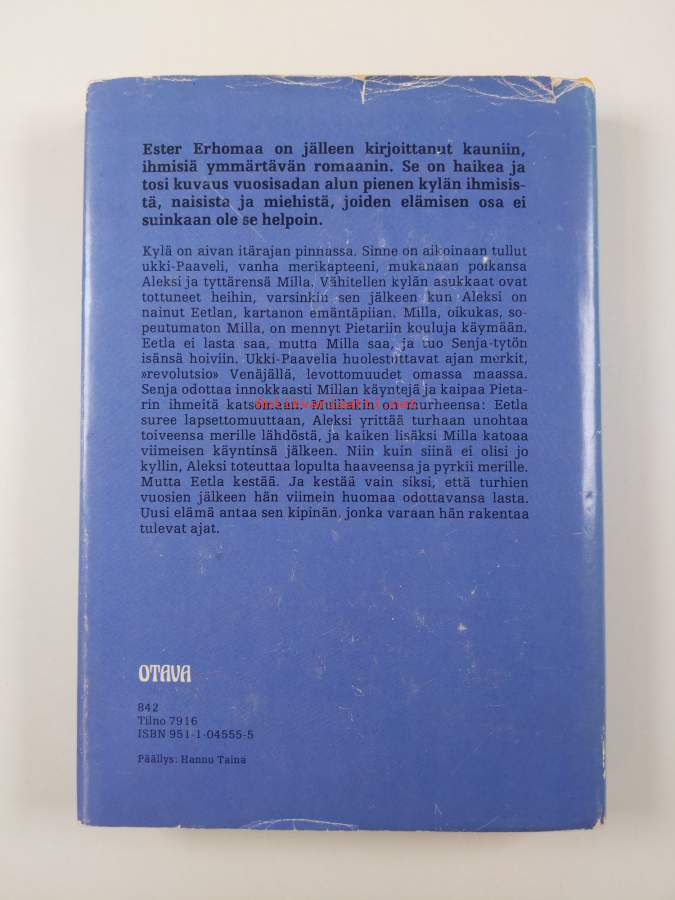 Ester Erhomaa on jälleen kirjoittanut kauniin,
ihmisiä ymmärtävän romaanin. Se on haikea ja
tosi kuvaus vuosisadan alun pienen kylän ihmisis-
tä, naisista ja miehistä, joiden elämisen osa ei
suinkaan ole se helpoin.
Kylä on aivan itärajan pinnassa. Sinne on aikoinaan tullut
ukki-Paaveli, vanha merikapteeni, mukanaan poikansa
Aleksi ja tyttärensä Milla. Vähitellen kylän asukkaat ovat
tottuneet heihin, varsinkin sen jälkeen kun Aleksi on
nainut Eetlan, kartanon emäntäpiian. Milla, oikukas, so-
peutumaton Milla, on mennyt Pietariin kouluja käymään.
Eetla ei lasta saa, mutta Milla saa, ja tuo Senja-tytön
isänsä hoiviin. Ukki-Paavelia huolestuttavat ajan merkit,
»revolutsio» Venäjällä, levottomuudet omassa maassa.
Senja odottaa innokkaasti Millan käyntejä ja kaipaa Pieta-
rin ihmeitä katsomaan. Muillakin on murheensa: Eetla
suree lapsettomuuttaan, Aleksi yrittää turhaan unohtaa
toiveensa merille lähdöstä, ja kaiken lisäksi Milla katoaa
viimeisen käyntinsä jälkeen. Niin kuin siinä ei olisi jo
kyllin, Aleksi toteuttaa lopulta haaveensa ja pyrkii merille.
Mutta Eetla kestää. Ja kestää vain siksi, että turhien
vuosien jälkeen hän viimein huomaa odottavansa lasta.
Uusi elämä antaa sen kipinän, jonka varaan hän rakentaa
tulevat ajat.
OTAVA
842
Tilno 7916
ISBN 951-1-04555-5
Päällys: Hannu Taina